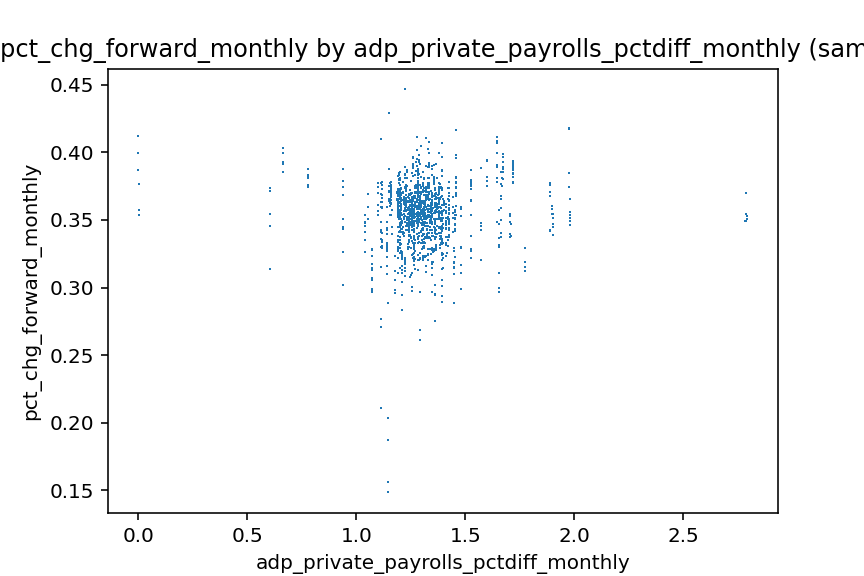 pct_chg_forward_monthly by adp_private_payrolls_pctdiff_monthly (sam
0.45
0.40
0.35
0.30
0.25
0.20
0.15
pct_chg_forward_monthly
0.0 0.5 1.0 1.5 2.0 2.5
adp_private_payrolls_pctdiff_monthly